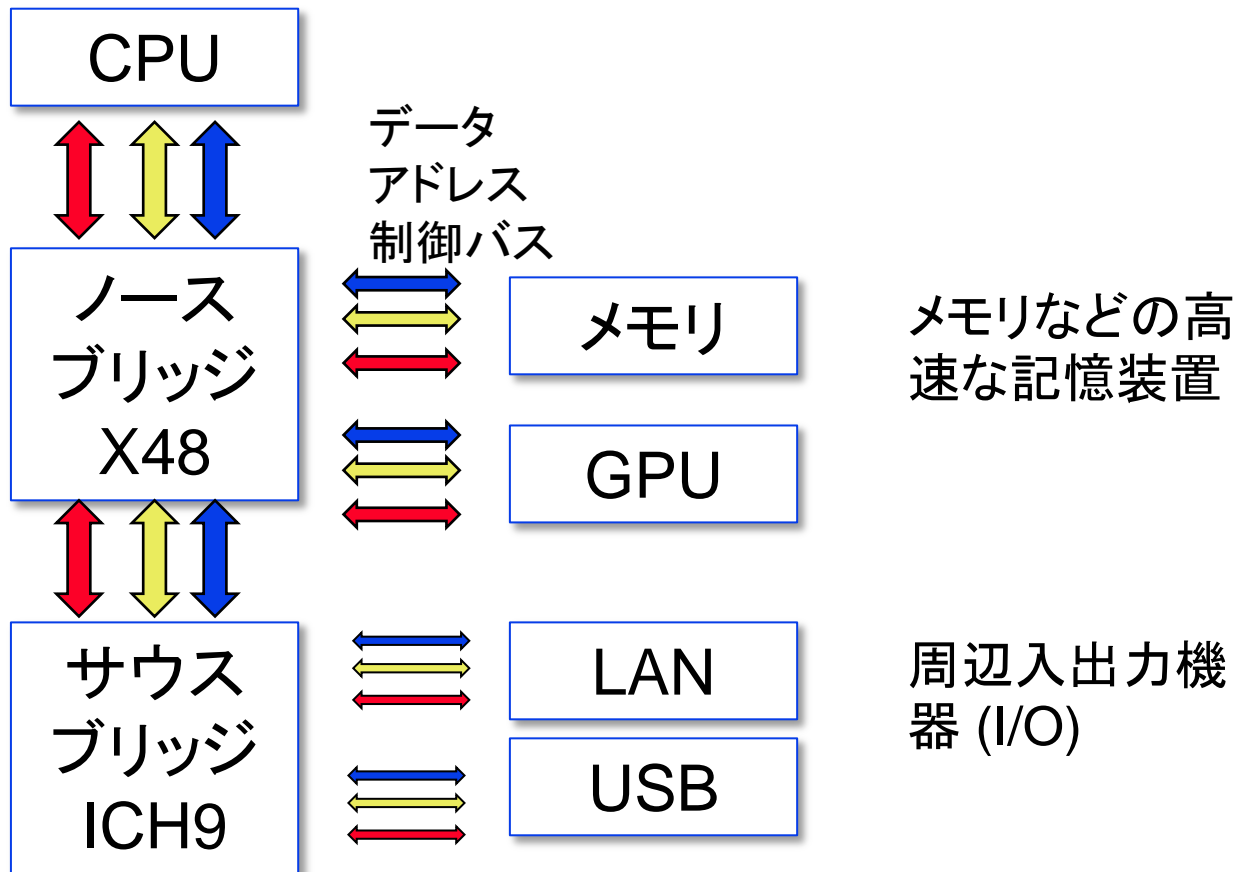 CPU
データ
アドレス
制御バス
ノース
ブリッジ
X48
メモリ
メモリなどの高
速な記憶装置
GPU
サウス
ブリッジ
ICH9
LAN
USB
周辺入出力機
器 (I/O)